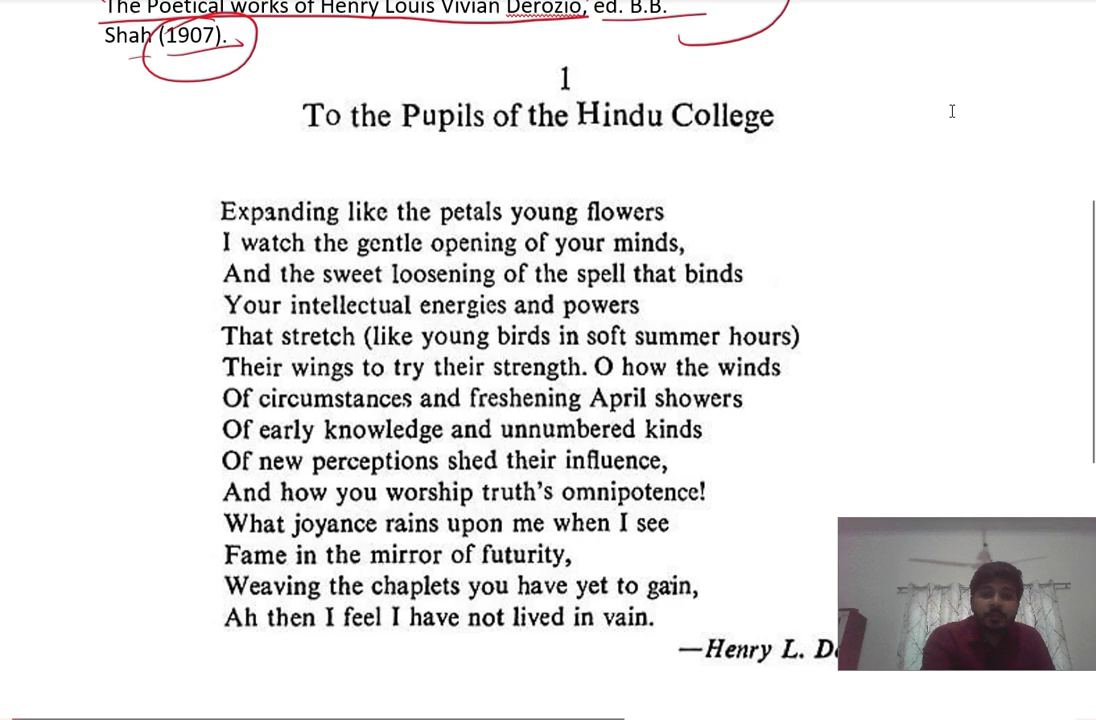 The Poetical works of Henry Louis Vivian Derozio, ed. B.B.
Shah (1907).
1
To the Pupils of the Hindu College
Expanding like the petals young flowers
I watch the gentle opening of your minds,
And the sweet loosening of the spell that binds
Your intellectual energies and powers
That stretch (like young birds in soft summer hours)
Their wings to try their strength. O how the winds
Of circumstances and freshening April showers
Of early knowledge and unnumbered kinds
Of new perceptions shed their influence,
And how you worship truth's omnipotence!
What joyance rains upon me when I see
Fame in the mirror of futurity,
Weaving the chaplets you have yet to gain,
Ah then I feel I have not lived in vain.
—Henry L.